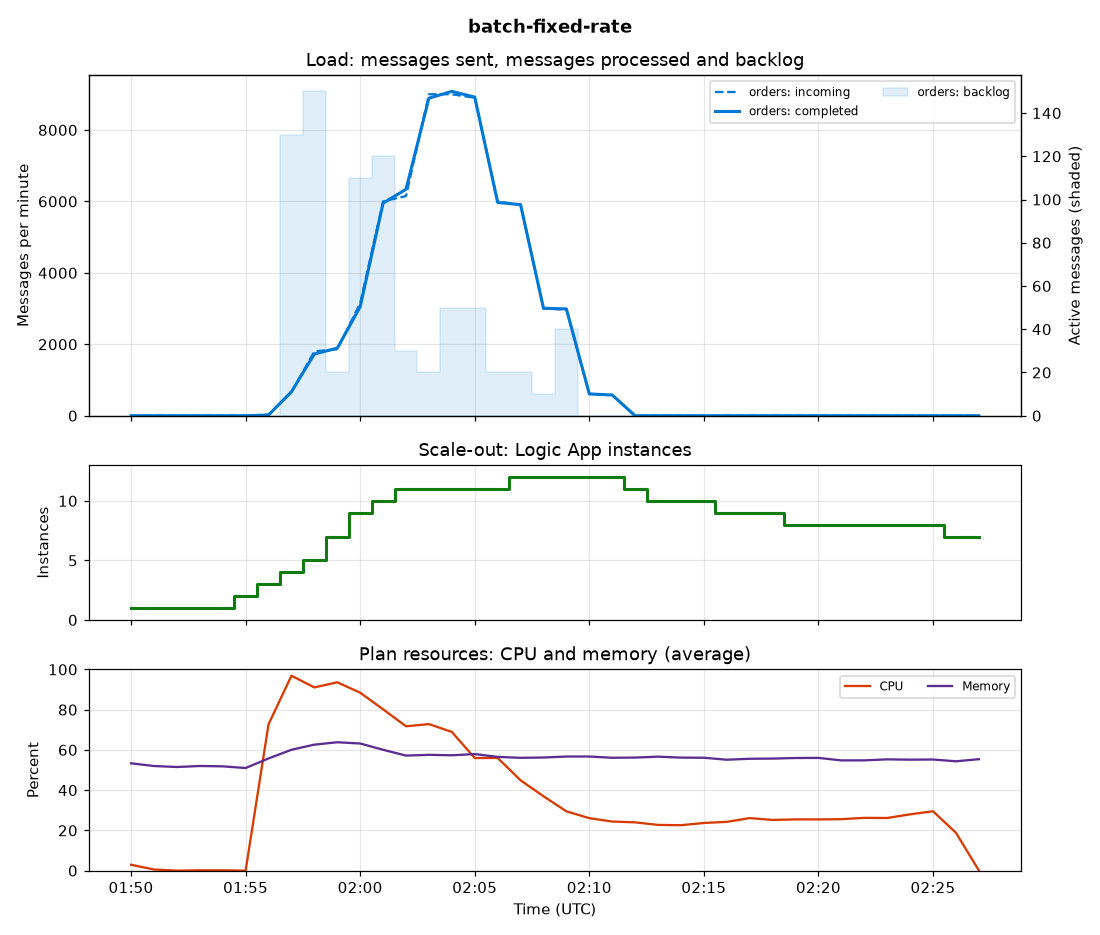 batch-fixed-rate
Load: messages sent, messages processed and backlog
orders: incoming
orders: completed
orders: backlog
Messages per minute
8000
6000
4000
2000
0
140
120
100
80
60
40
20
0
Active messages (shaded)
Scale-out: Logic App instances
Instances
10
5
0
Plan resources: CPU and memory (average)
CPU
Memory
Percent
100
80
60
40
20
0
01:50 01:55 02:00 02:05 02:10 02:15 02:20 02:25
Time (UTC)